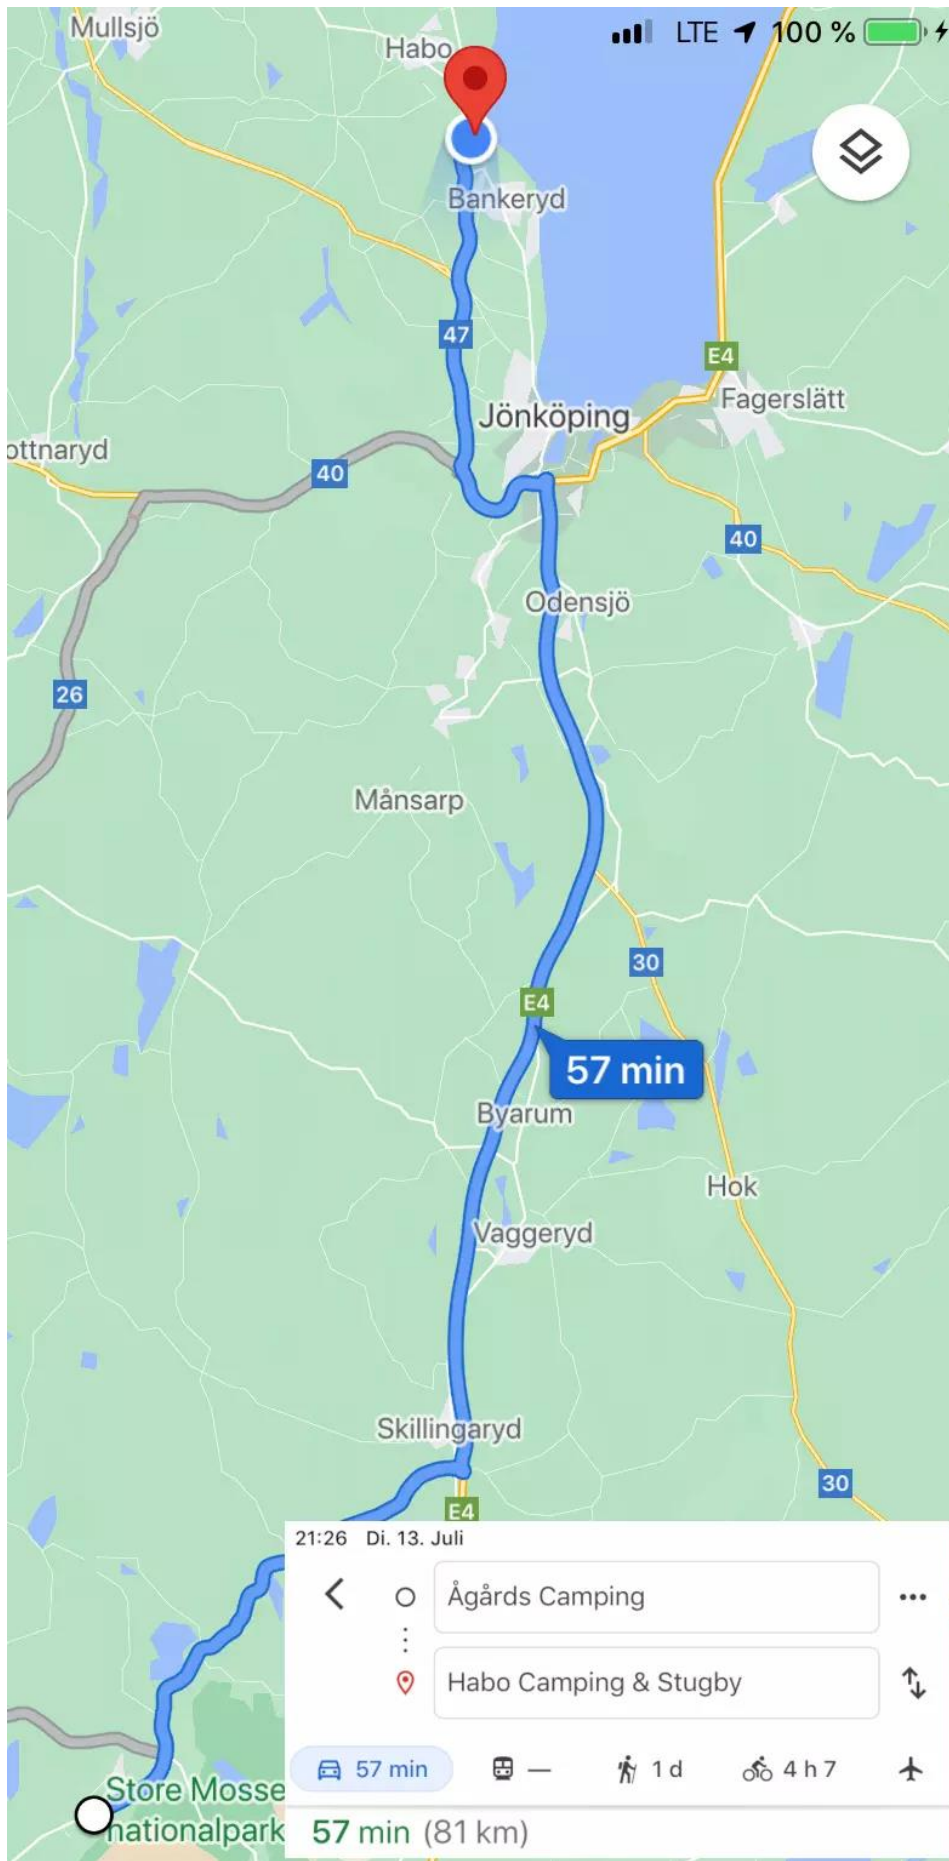 Mullsjö
Habo
LTE 100 %
Bankeryd
47
E4
Jönköping
Fagerslätt
ottnaryd
40
40
Odensjö
26
Månsarp
30
E4
57 min
Byarum
Hok
Vaggeryd
Skillingaryd
30
E4
21:26 Di. 13. Juli
Ågårds Camping
Habo Camping & Stugby
57 min — 1 d 4 h 7
Store Mosse
nationalpark
57 min (81 km)